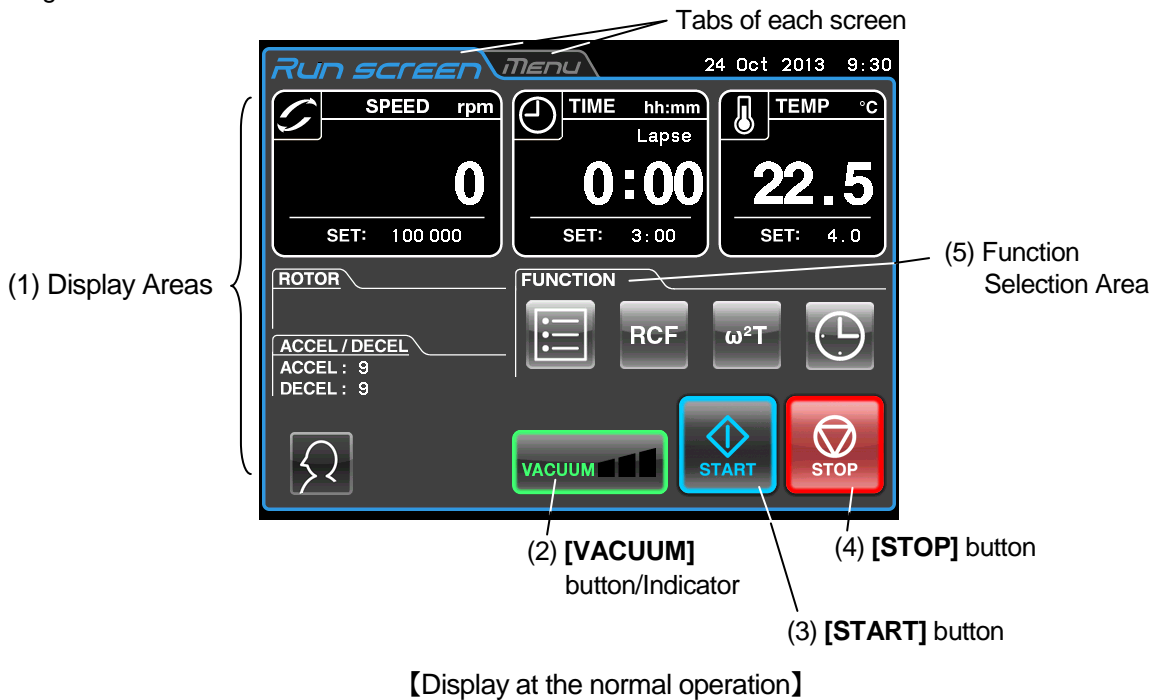 Tabs of each screen
Run screen Menu 24 Oct 2013 9:30
SPEED rpm
0
SET: 100 000
TIME hh:mm
Lapse
0:00
SET: 3:00
TEMP °C
22.5
SET: 4.0
(1) Display Areas
(5) Function
Selection Area
ROTOR
ACCEL / DECEL
ACCEL : 9
DECEL : 9
FUNCTION
RCF
ω²T
VACUUM
START
STOP
(2) [VACUUM]
button/Indicator
(4) [STOP] button
(3) [START] button
【Display at the normal operation】